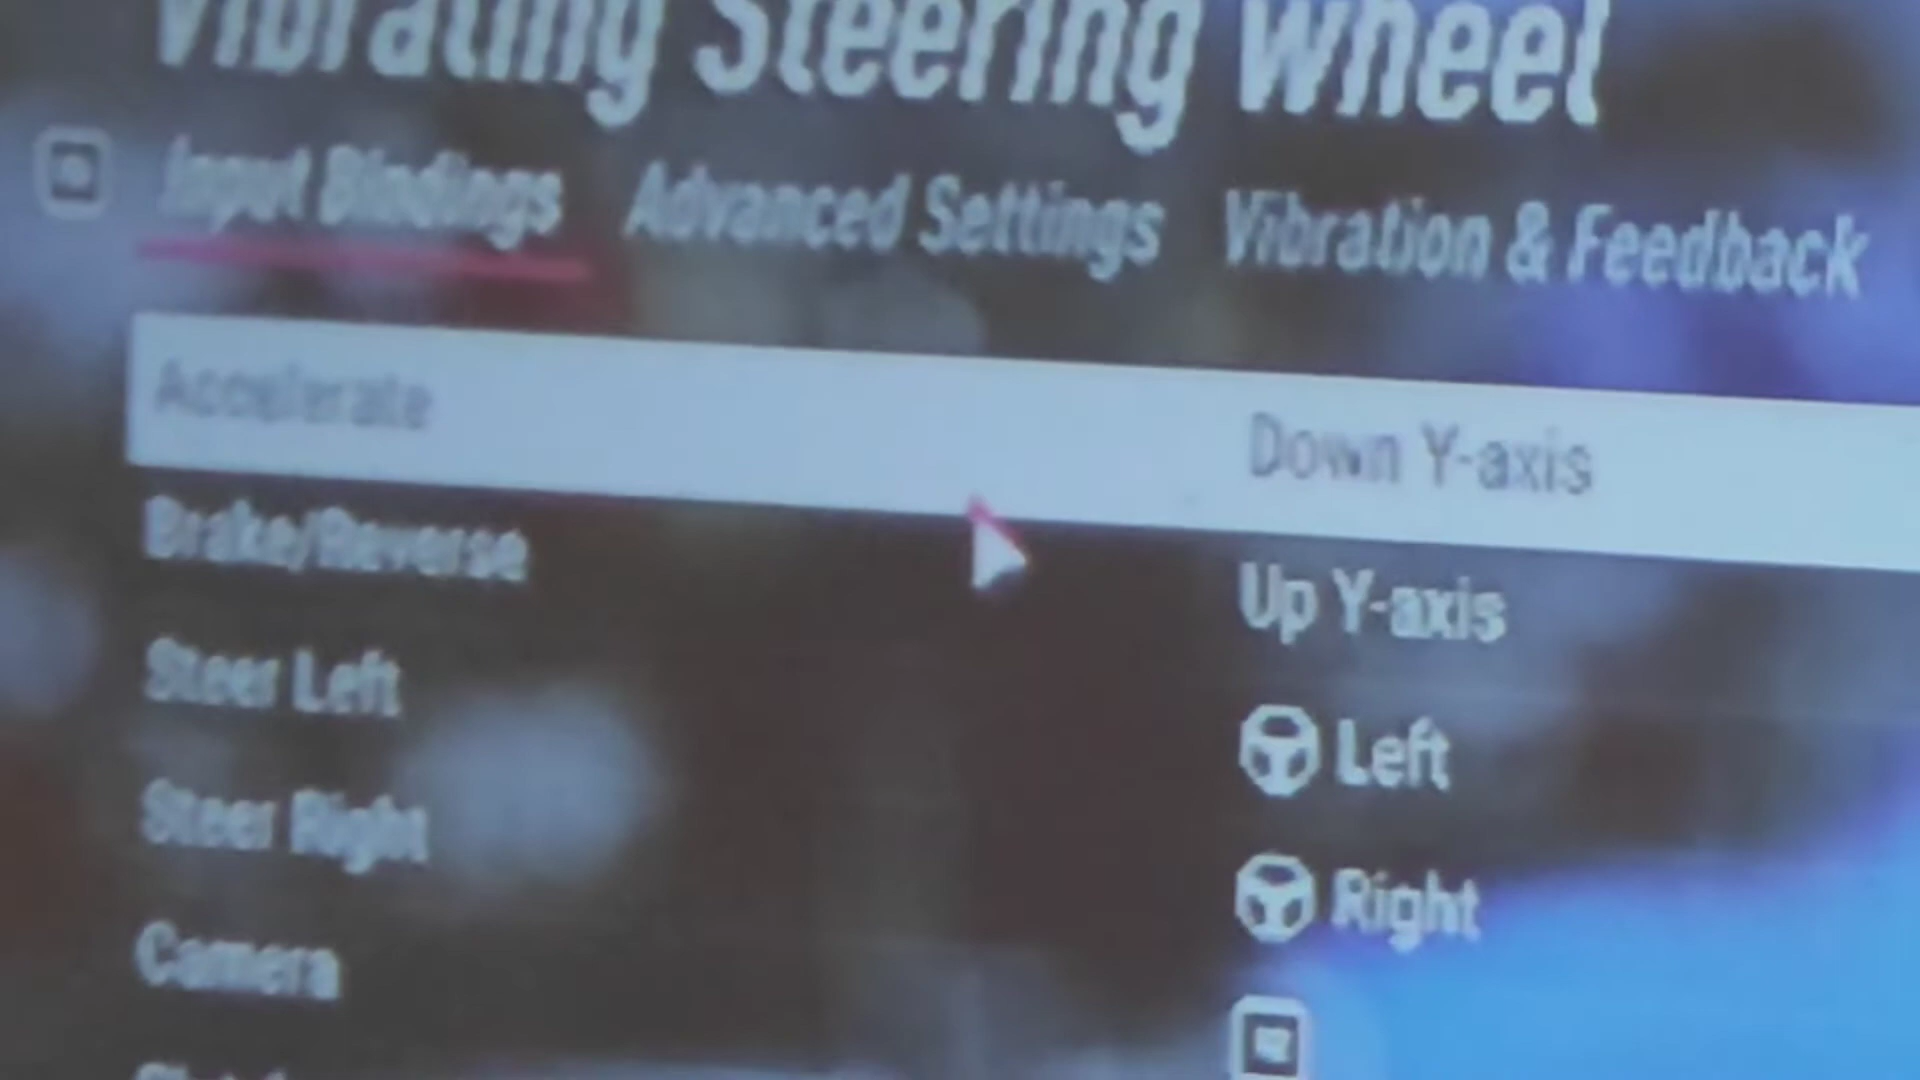 Vibrating Steering Wheel
Input Bindings Advanced Settings Vibration & Feedback
Accelerate Down Y-axis
Brake/Reverse Up Y-axis
Steer Left Left
Steer Right Right
Camera